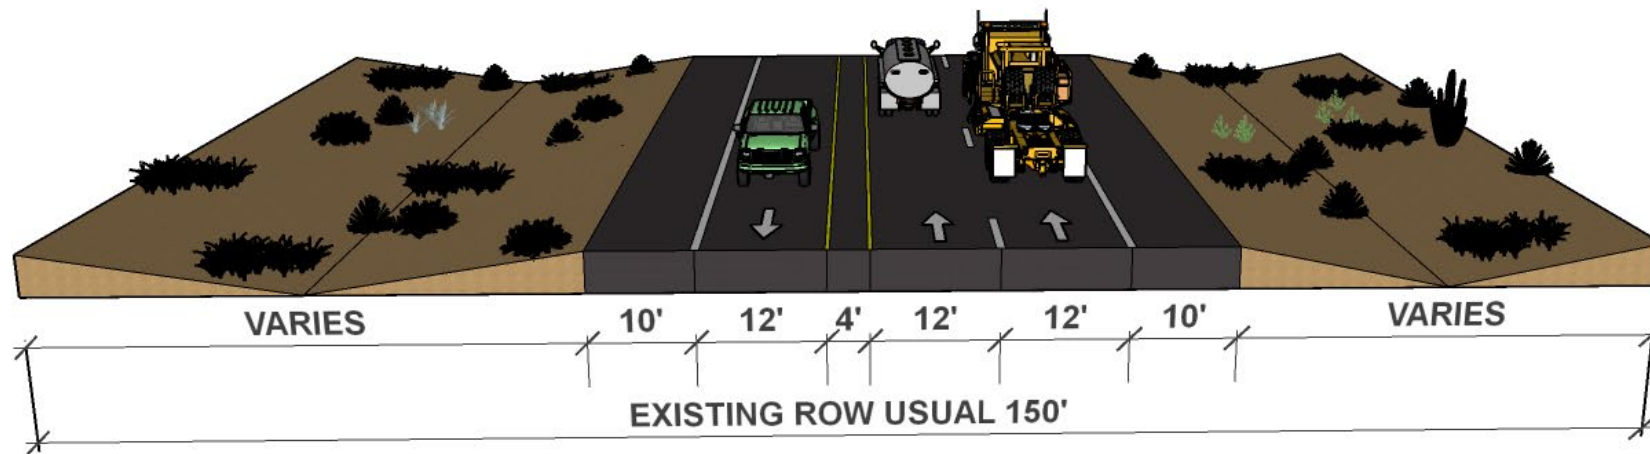 VARIES 10' 12' 4' 12' 12' 10' VARIES
EXISTING ROW USUAL 150'